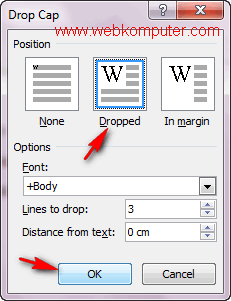 Drop Cap
www.webkomputer.com
Position
W W W
None Dropped In margin
Options
Font:
+Body
Lines to drop: 3
Distance from text: 0 cm
OK Cancel